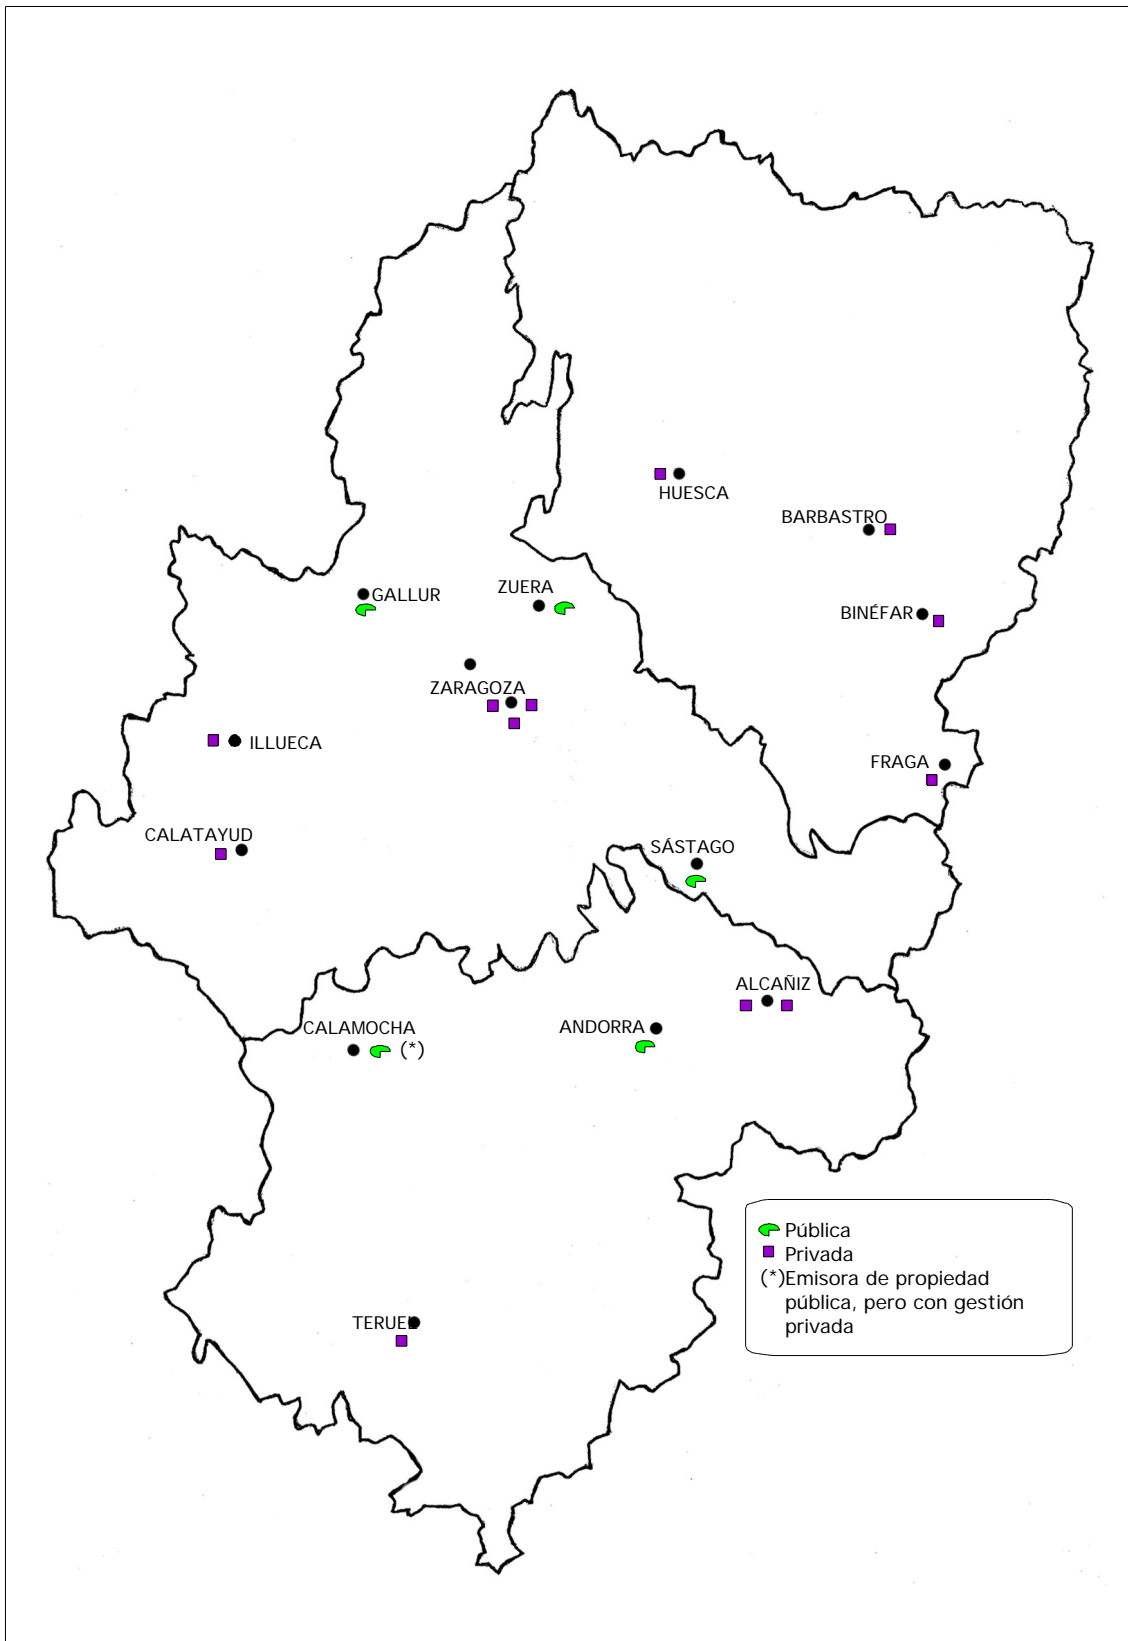 HUESCA
BARBASTRO
GALLUR
ZUERA
BINÉFAR
ZARAGOZA
ILLUECA
FRAGA
CALATAYUD
SÁSTAGO
ALCAÑIZ
CALAMOCHA
ANDORRA
(*)
Pública
Privada
(*)Emisora de propiedad
pública, pero con gestión
privada
TERUEL